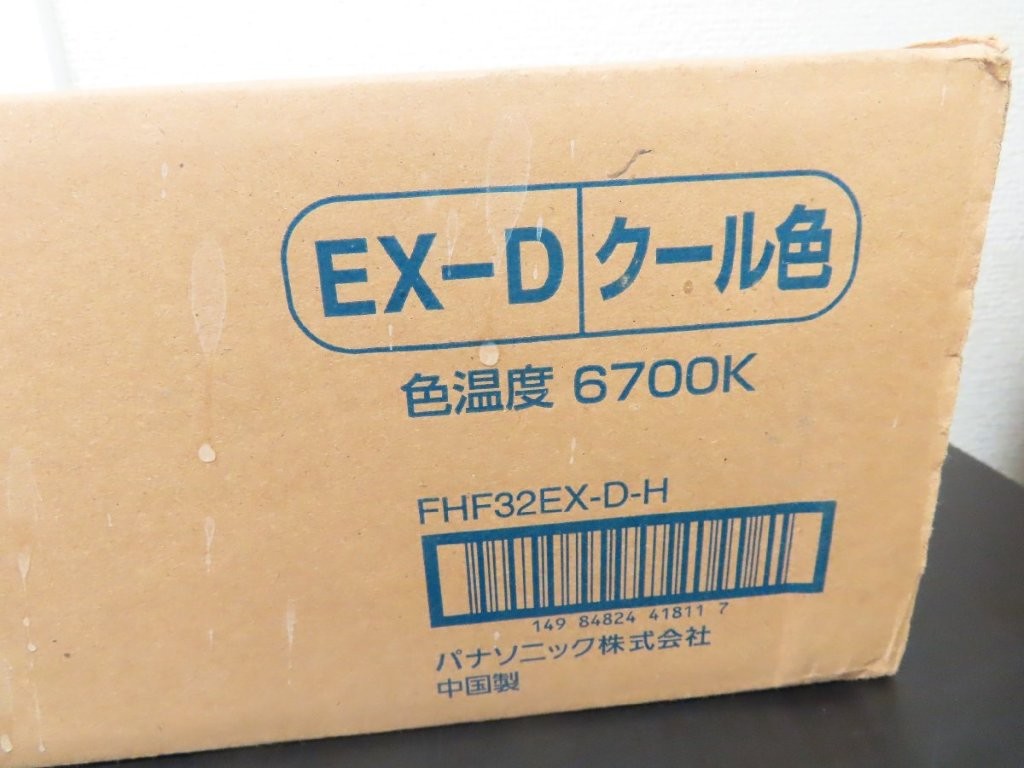 EX-D クール色
色温度 6700K
FHF32EX-D-H
149 84824 41811 7
パナソニック株式会社
中国製